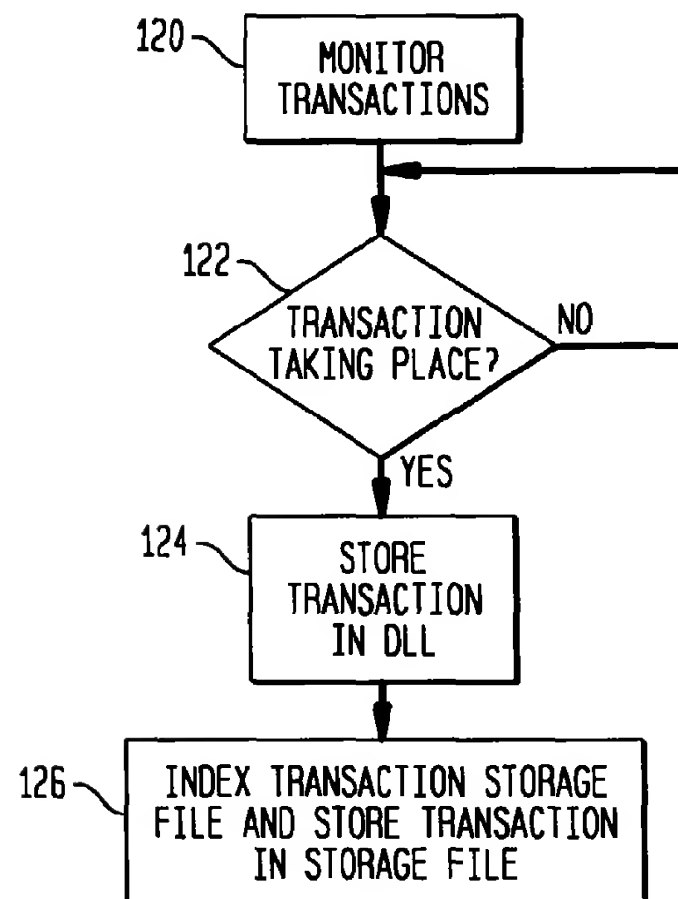 120
MONITOR
TRANSACTIONS
122
TRANSACTION
TAKING PLACE?
NO
YES
124
STORE
TRANSACTION
IN DLL
126
INDEX TRANSACTION STORAGE
FILE AND STORE TRANSACTION
IN STORAGE FILE